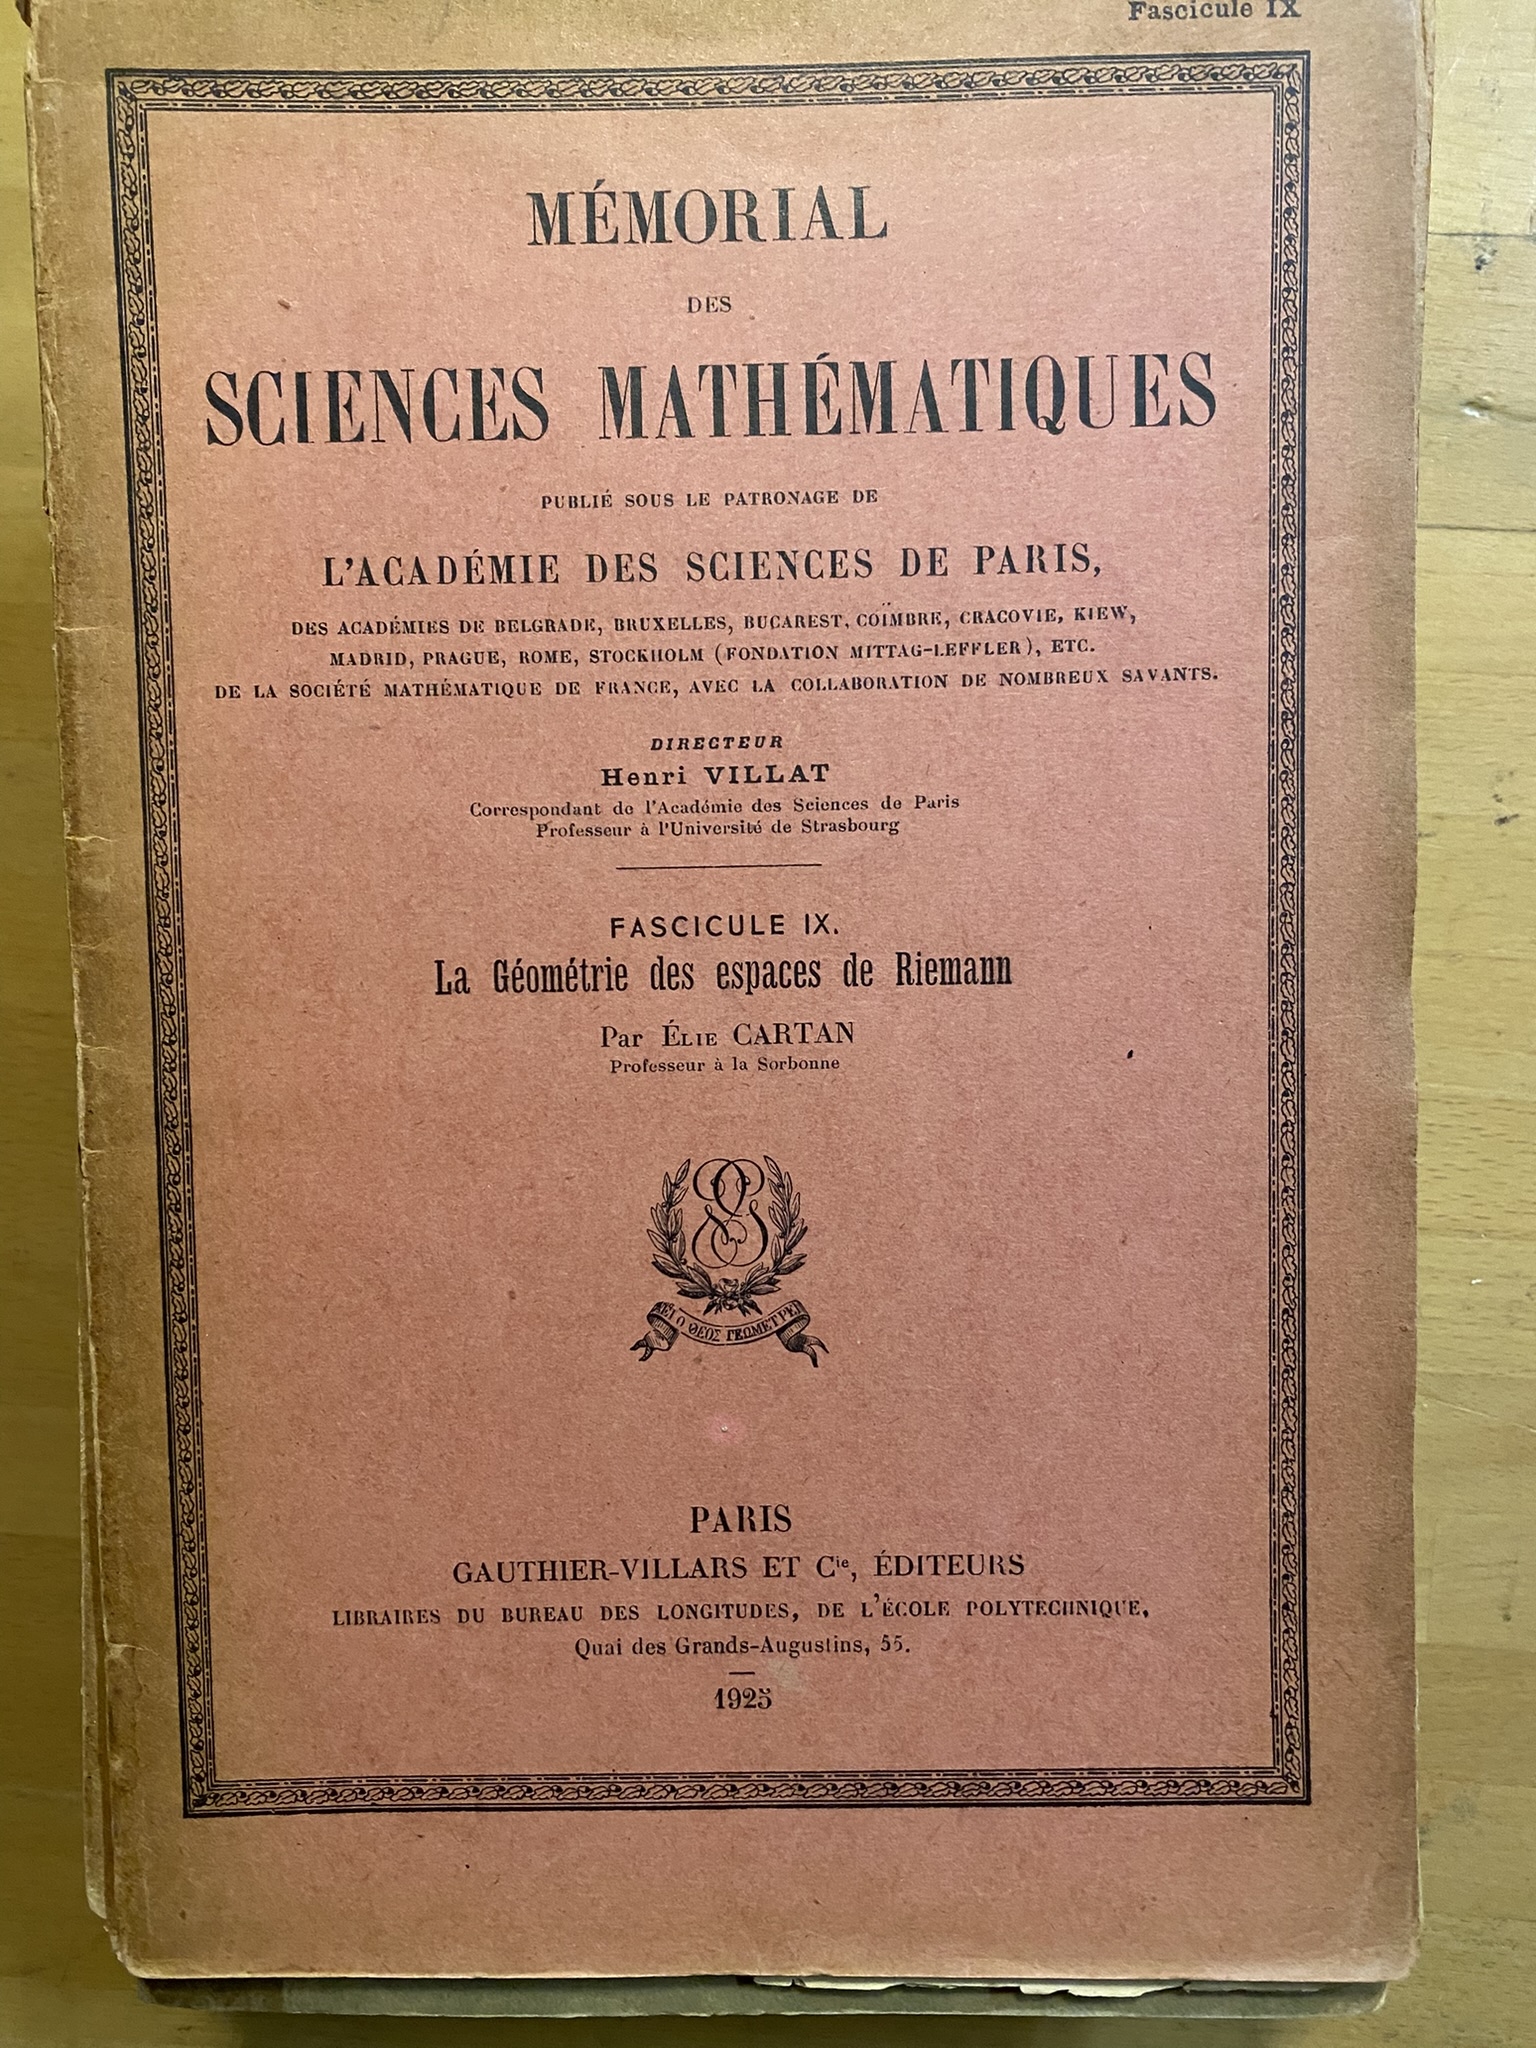 Fascicule IX
MÉMORIAL
DES
SCIENCES MATHÉMATIQUES
PUBLIÉ SOUS LE PATRONAGE DE
L'ACADÉMIE DES SCIENCES DE PARIS,
DES ACADÉMIES DE BELGRADE, BRUXELLES, BUCAREST, COÏMBRE, CRACOVIE, KIEW,
MADRID, PRAGUE, ROME, STOCKHOLM (FONDATION MITTAG-LEFFLER), ETC.
DE LA SOCIÉTÉ MATHÉMATIQUE DE FRANCE, AVEC LA COLLABORATION DE NOMBREUX SAVANTS.
DIRECTEUR
Henri VILLAT
Correspondant de l'Académie des Sciences de Paris
Professeur à l'Université de Strasbourg
FASCICULE IX.
La Géométrie des espaces de Riemann
Par Élie CARTAN
Professeur à la Sorbonne
ΑΕΙ Ο ΘΕΟΣ ΓΕΩΜΕΤΡΕΙ
PARIS
GAUTHIER-VILLARS ET Cie, ÉDITEURS
LIBRAIRES DU BUREAU DES LONGITUDES, DE L'ÉCOLE POLYTECHNIQUE,
Quai des Grands-Augustins, 55.
1925